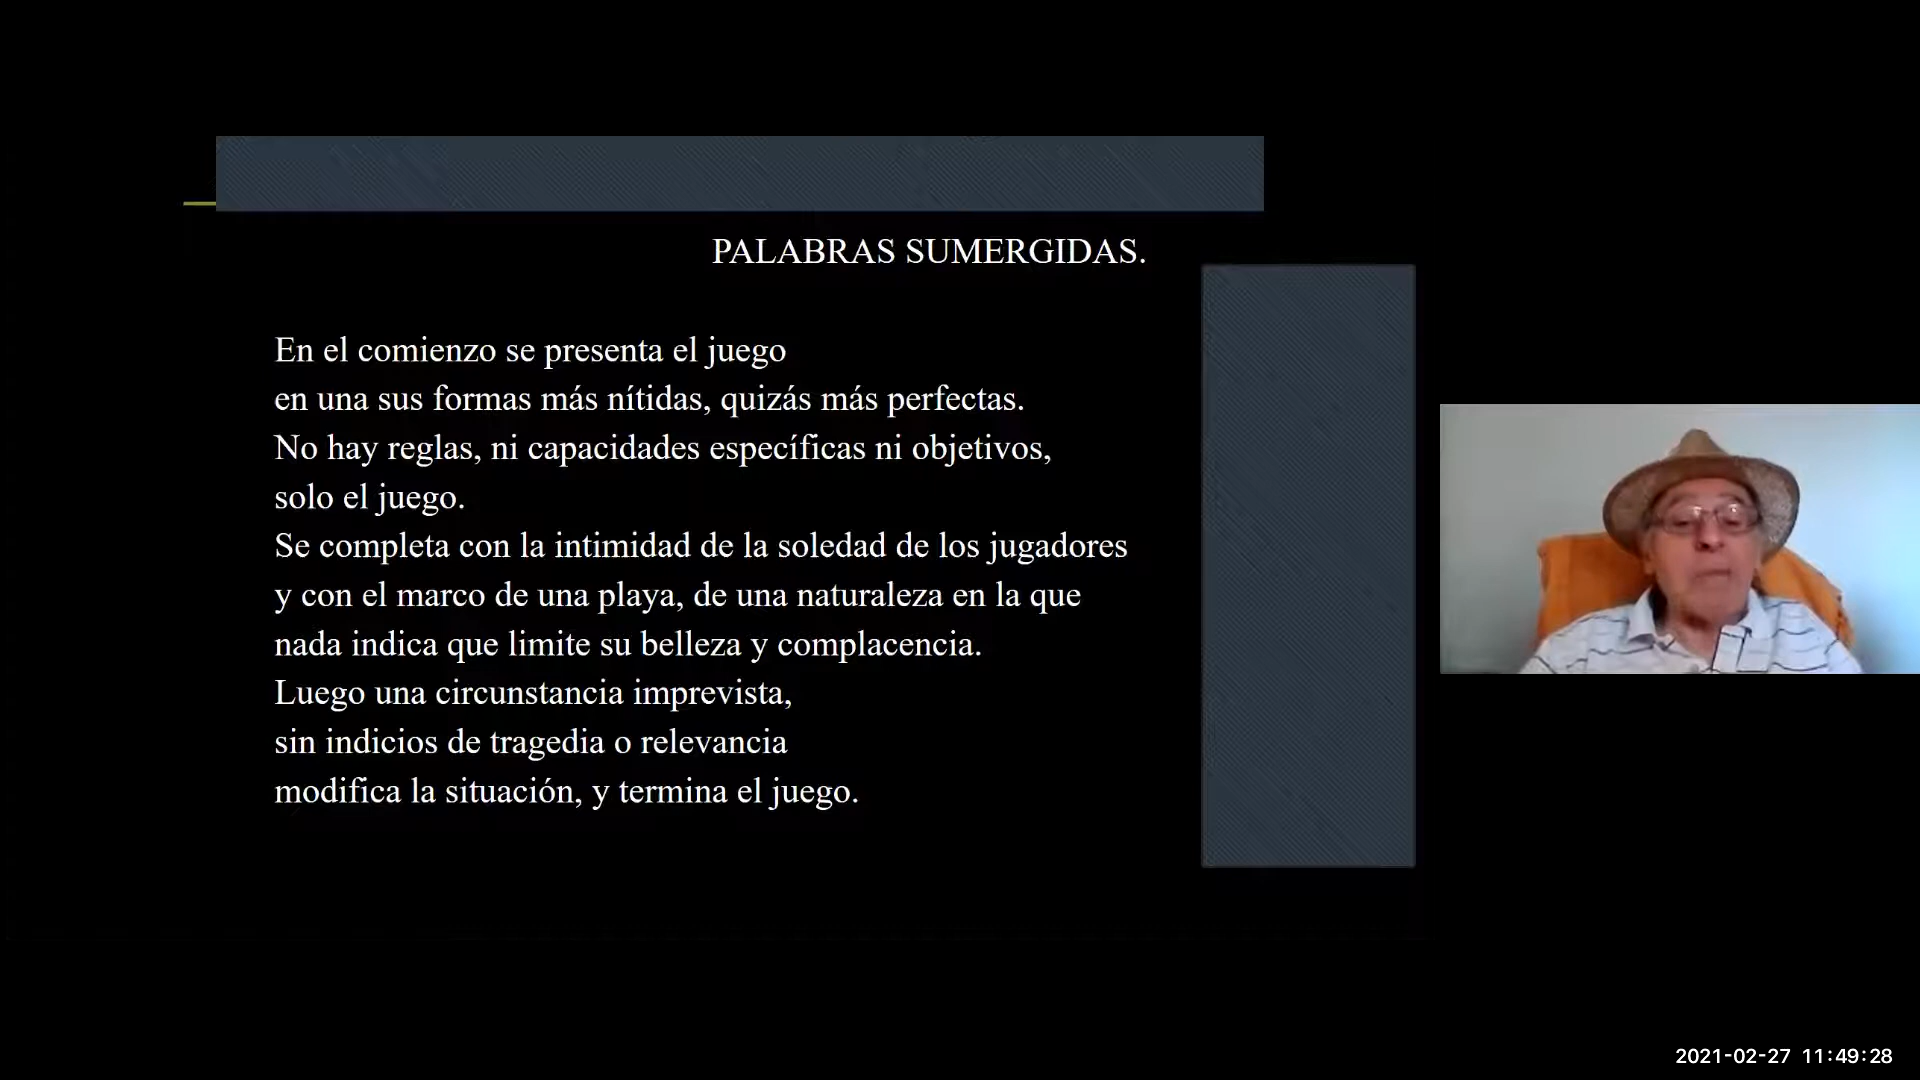 PALABRAS SUMERGIDAS.
En el comienzo se presenta el juego
en una sus formas más nítidas, quizás más perfectas.
No hay reglas, ni capacidades específicas ni objetivos,
solo el juego.
Se completa con la intimidad de la soledad de los jugadores
y con el marco de una playa, de una naturaleza en la que
nada indica que limite su belleza y complacencia.
Luego una circunstancia imprevista,
sin indicios de tragedia o relevancia
modifica la situación, y termina el juego.
2021-02-27 11:49:28